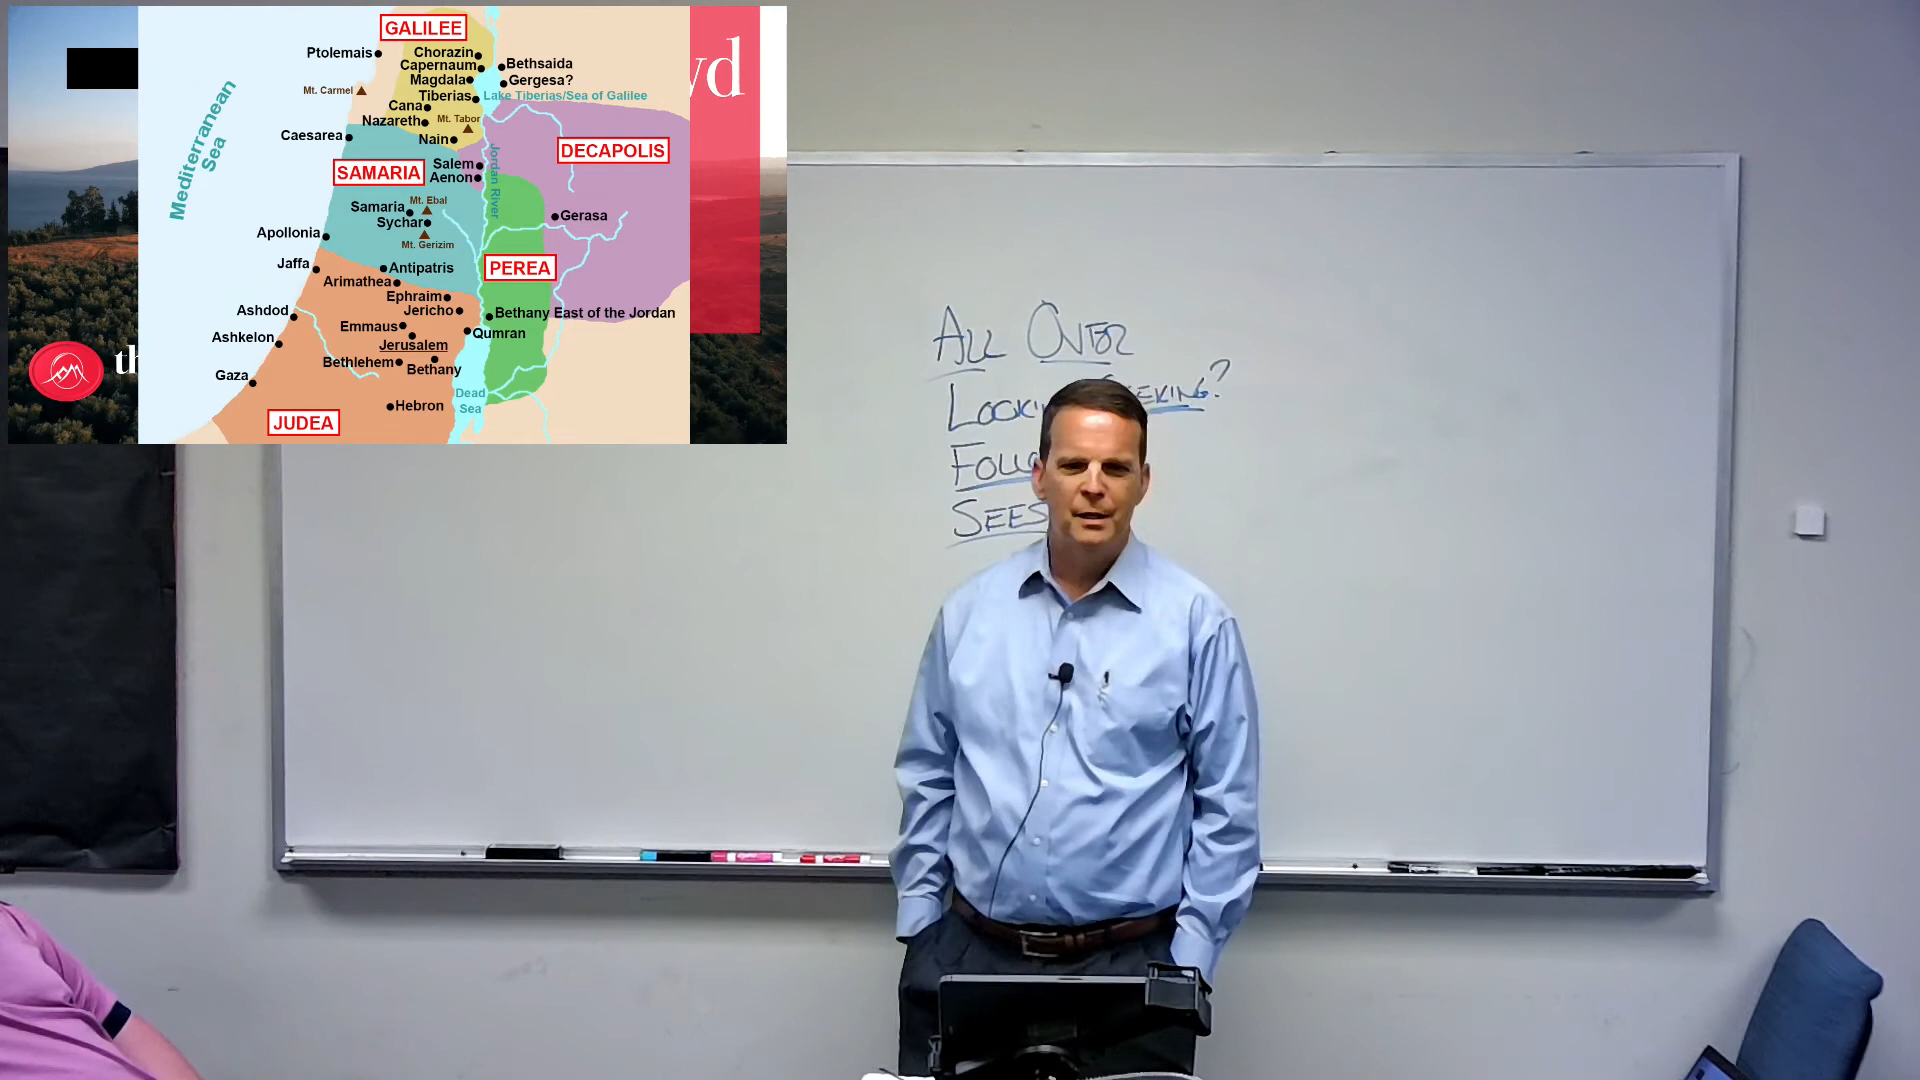 GALILEE
Ptolemais
Chorazin
Capernaum
Bethsaida
Magdala
Gergesa?
Mt. Carmel
Tiberias
Lake Tiberias/Sea of Galilee
Cana
Nazareth
Mt. Tabor
Caesarea
Nain
DECAPOLIS
Mediterranean
Sea
Jordan River
SAMARIA
Salem
Aenon
Samaria
Mt. Ebal
Sychar
Gerasa
Apollonia
Mt. Gerizim
Jaffa
Antipatris
PEREA
Arimathea
Ephraim
Ashdod
Jericho
Bethany East of the Jordan
Emmaus
Qumran
Ashkelon
Jerusalem
Bethlehem
Bethany
Gaza
Dead
Sea
Hebron
JUDEA
ALL OVER
SEES